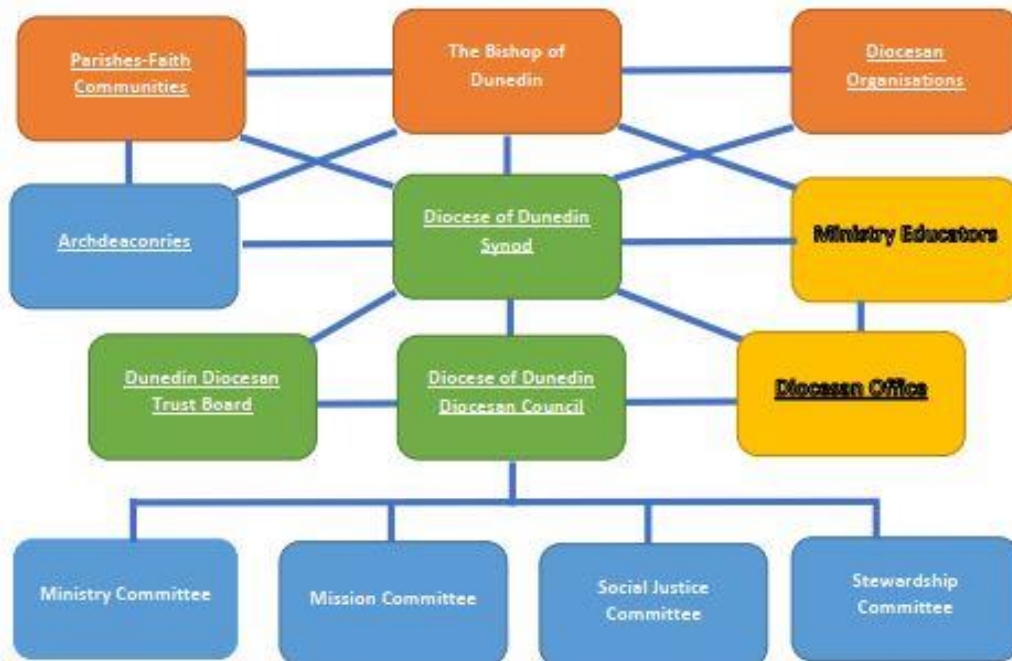 Parishes-Faith
Communities
The Bishop of
Dunedin
Diocesan
Organisations
Archdeaconries
Diocese of Dunedin
Synod
Ministry Educators
Dunedin Diocesan
Trust Board
Diocese of Dunedin
Diocesan Council
Diocesan Office
Ministry Committee
Mission Committee
Social Justice
Committee
Stewardship
Committee